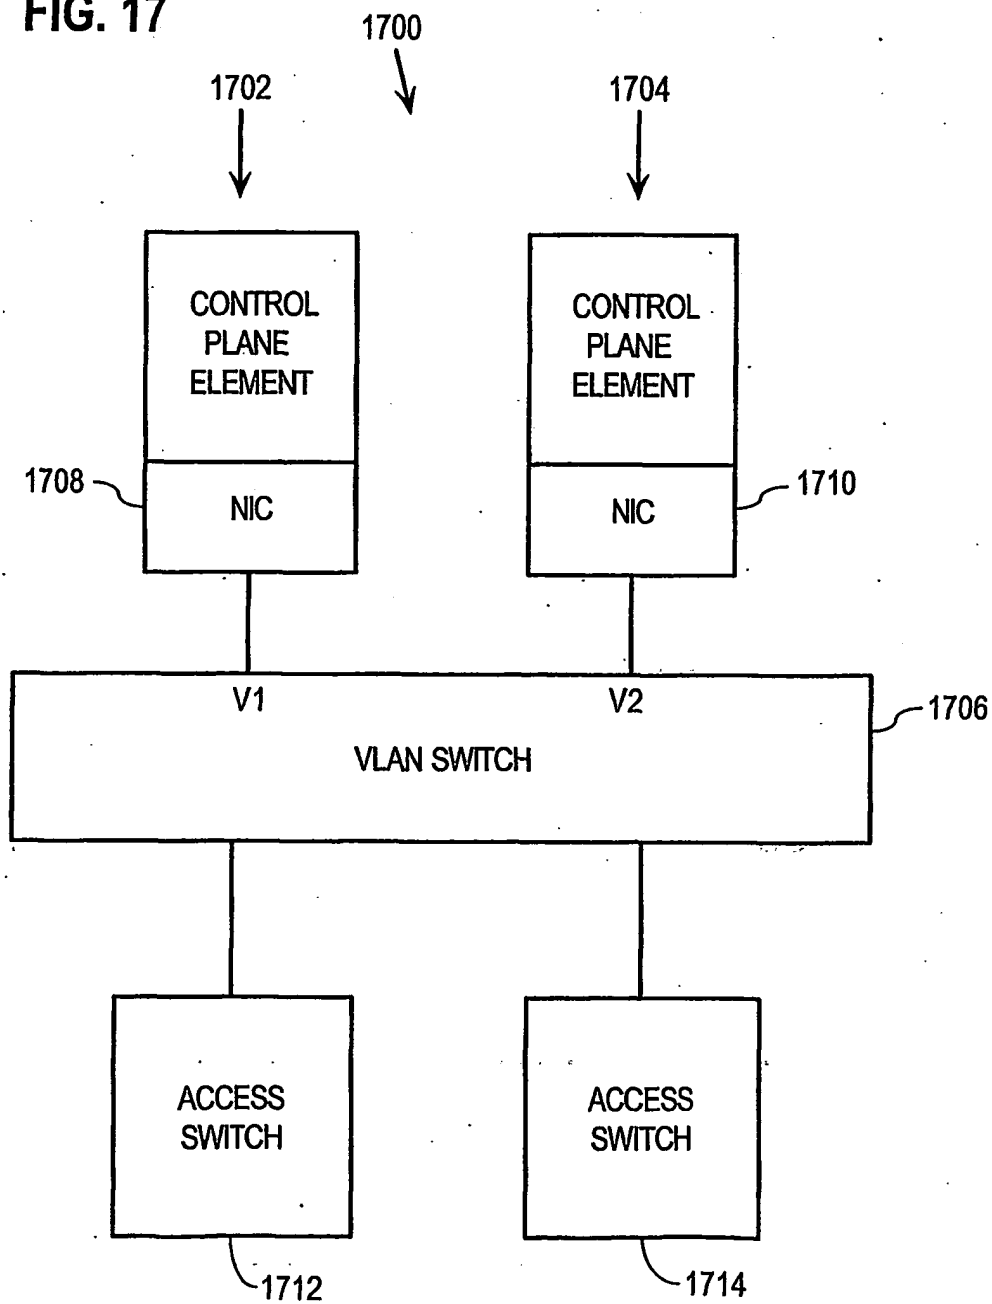 FIG. 17
1700
1702
1704
CONTROL
PLANE
ELEMENT
CONTROL
PLANE
ELEMENT
1708
NIC
NIC
1710
V1
V2
1706
VLAN SWITCH
ACCESS
SWITCH
ACCESS
SWITCH
1712
1714